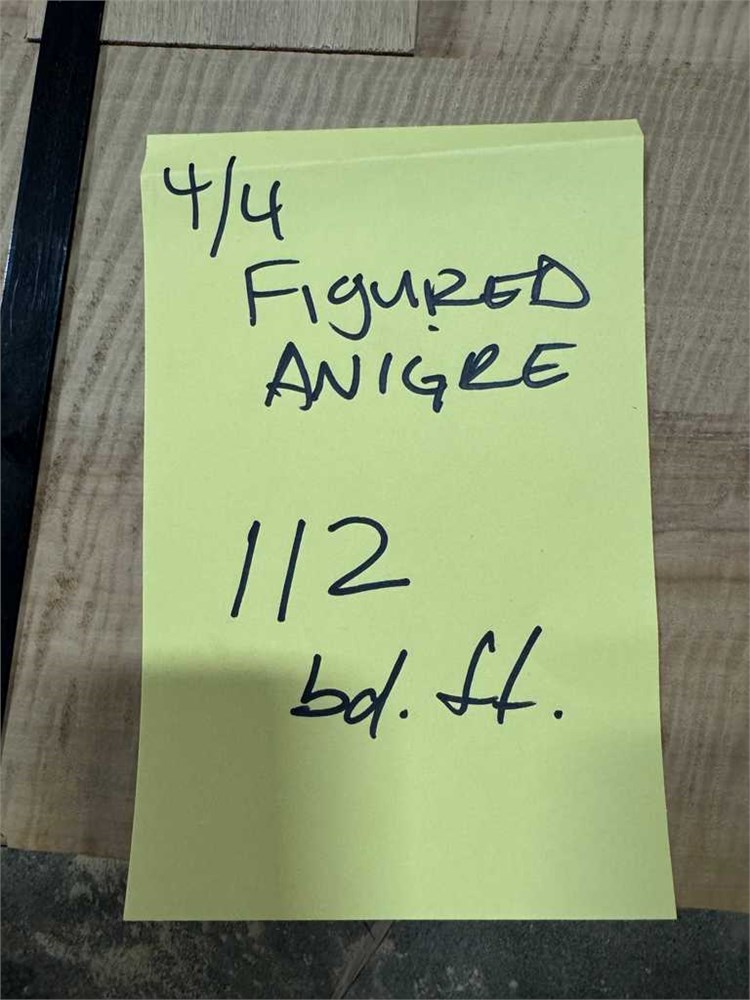 4/4
FIGURED
ANIGRE
112
bd. ft.